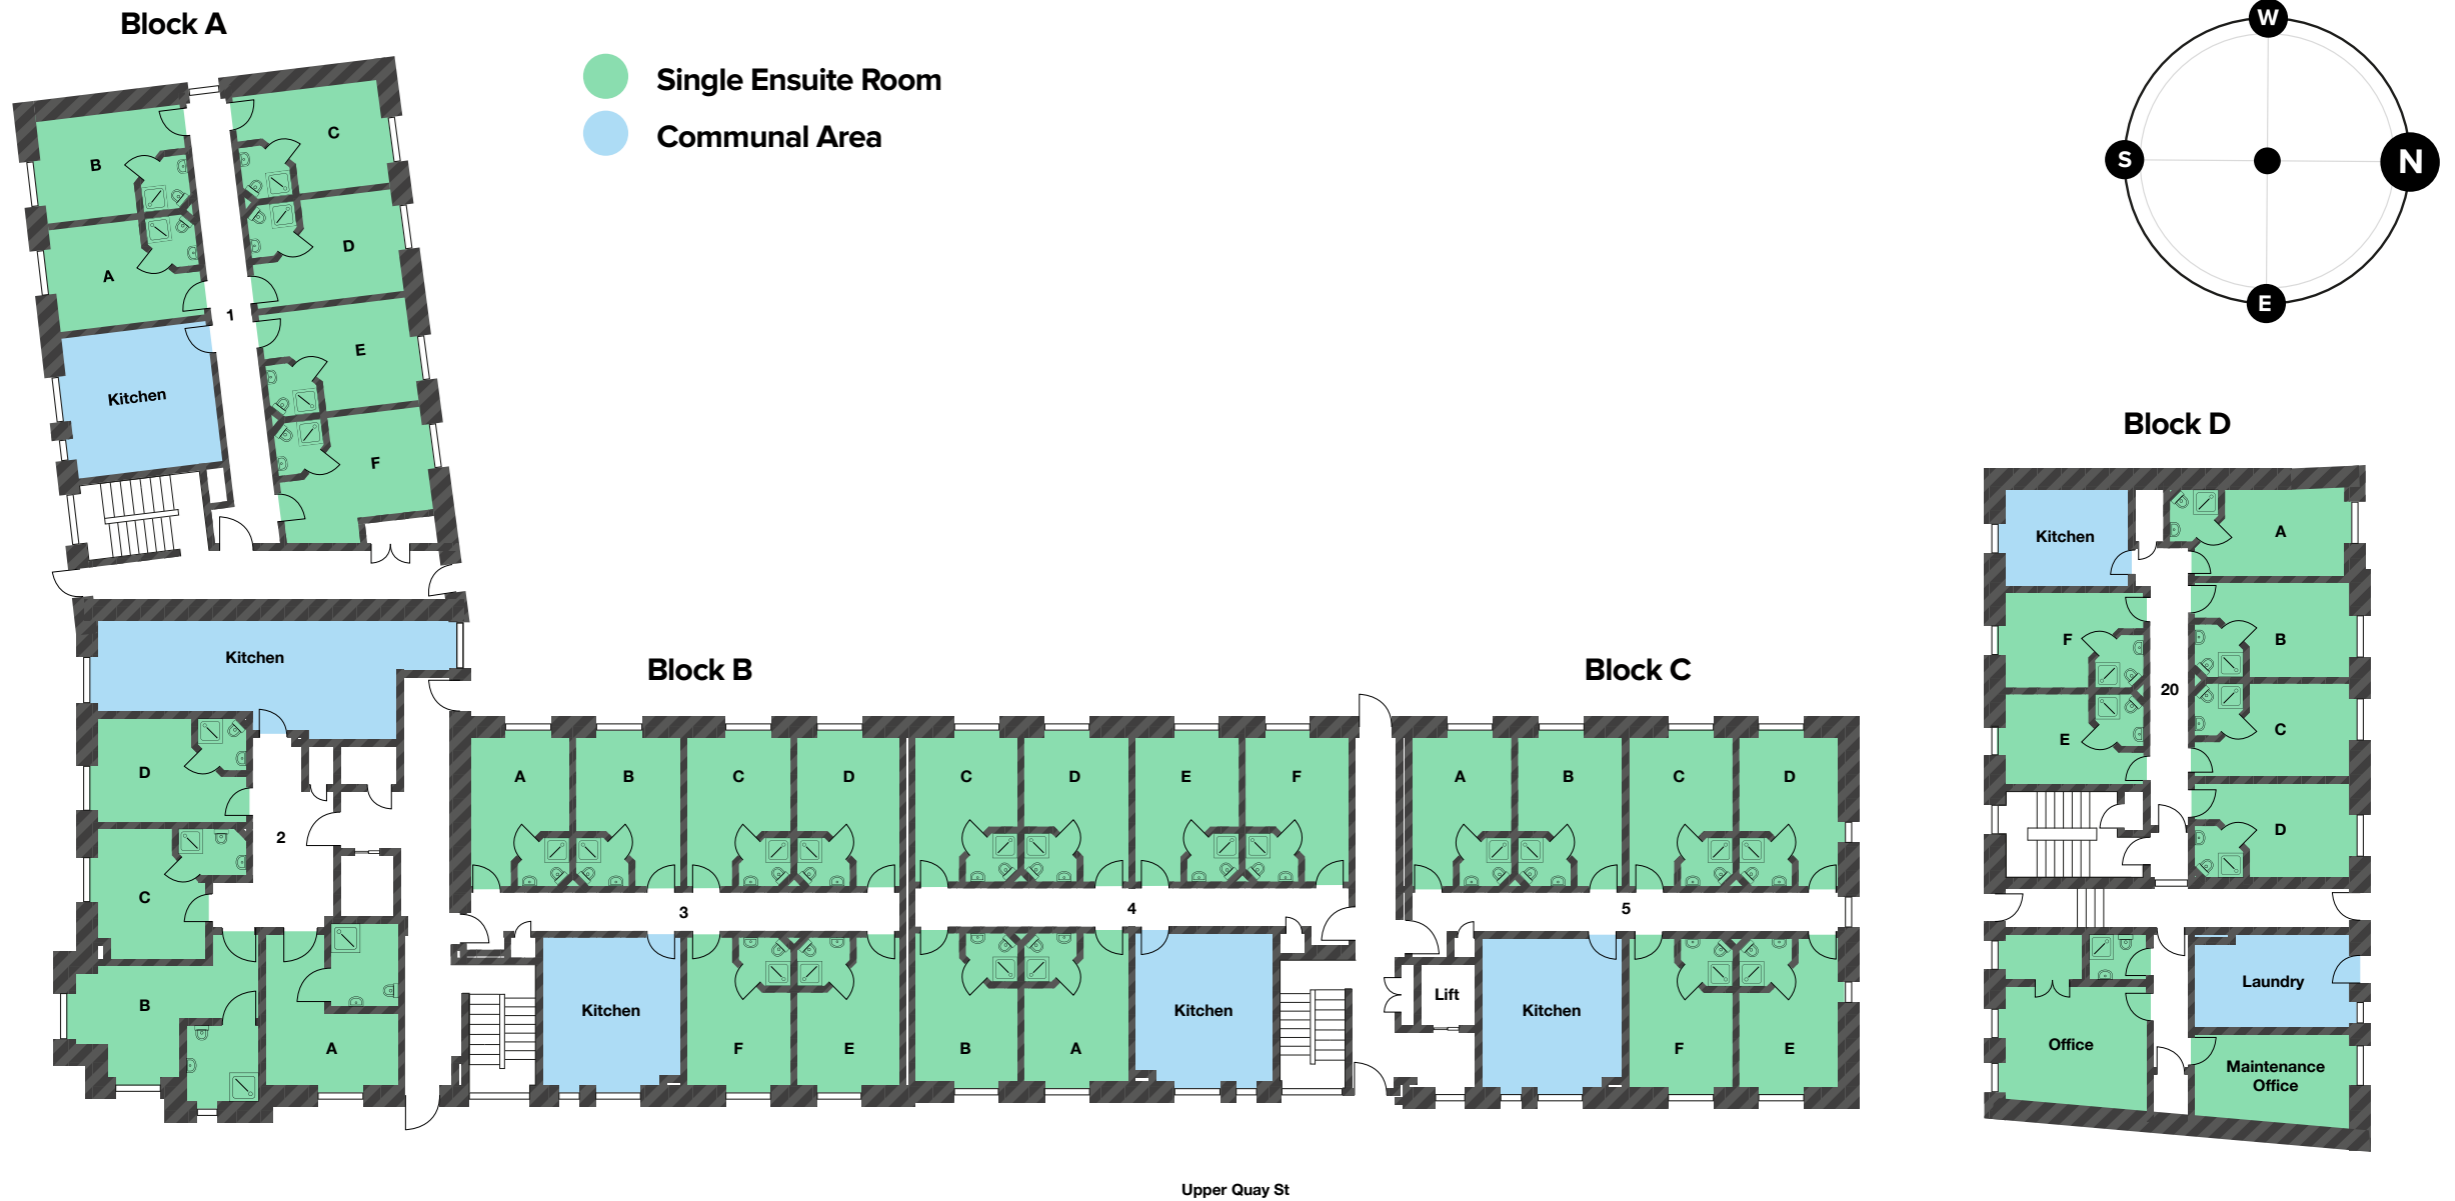 Block A
Single Ensuite Room
Communal Area
W
S
N
E
B
A
Kitchen
1
C
D
E
F
Block B
Block C
Block D
Kitchen
D
C
2
B
A
A
B
C
D
3
Kitchen
F
E
C
D
E
F
4
B
A
Kitchen
A
B
C
D
5
Lift
Kitchen
F
E
Kitchen
A
F
B
20
E
C
D
Laundry
Office
Maintenance
Office
Upper Quay St